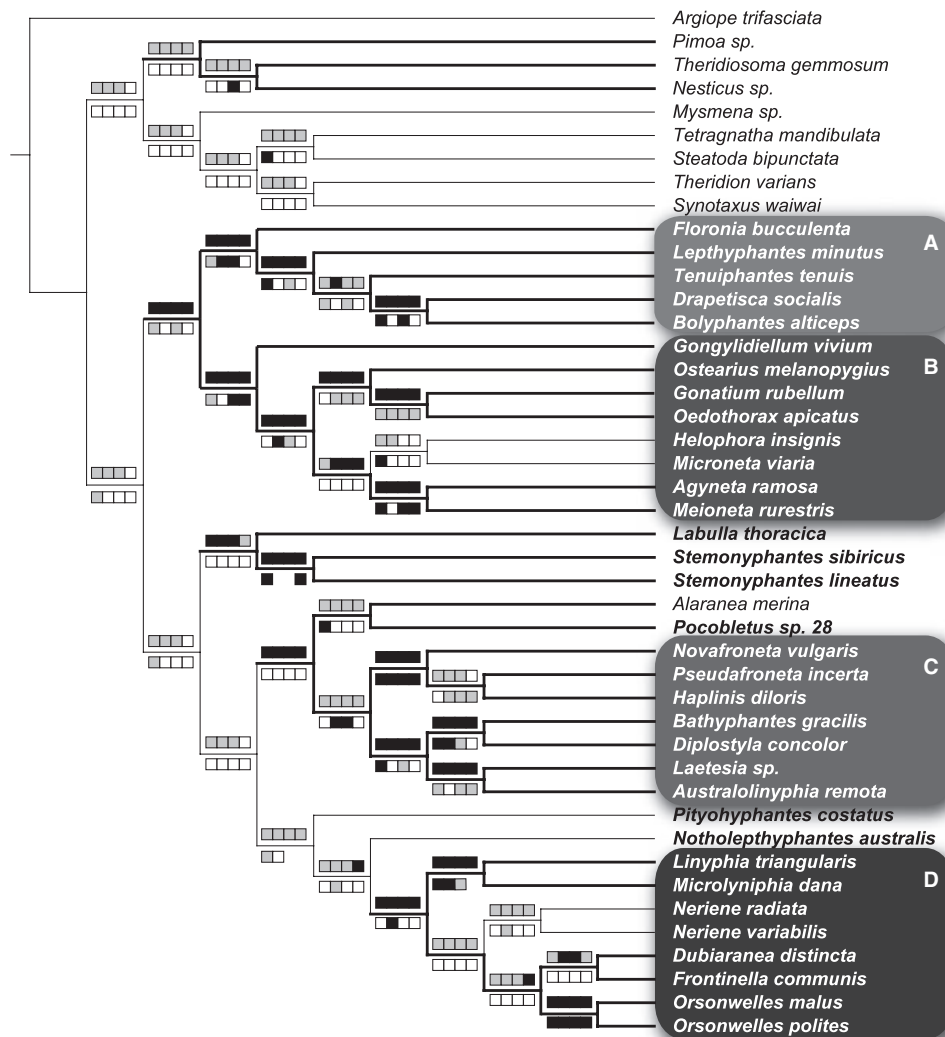 Argiope trifasciata
Pimoa sp.
Theridiosoma gemmosum
Nesticus sp.
Mysmena sp.
Tetragnatha mandibulata
Steatoda bipunctata
Theridion varians
Synotaxus waiwai
Floronia bucculenta
A
Lepthyphantes minutus
Tenuiphantes tenuis
Drapetisca socialis
Bolyphantes alticeps
Gongylidiellum vivium
B
Ostearius melanopygius
Gonatium rubellum
Oedothorax apicatus
Helophora insignis
Microneta viaria
Agyneta ramosa
Meioneta rurestris
Labulla thoracica
Stemonyphantes sibiricus
Stemonyphantes lineatus
Alaranea merina
Pocobletus sp. 28
Novafroneta vulgaris
C
Pseudafroneta incerta
Haplinis diloris
Bathyphantes gracilis
Diplostyla concolor
Laetesia sp.
Australolinyphia remota
Pityohyphantes costatus
Notholepthyphantes australis
Linyphia triangularis
D
Microlyniphia dana
Neriene radiata
Neriene variabilis
Dubiaranea distincta
Frontinella communis
Orsonwelles malus
Orsonwelles polites